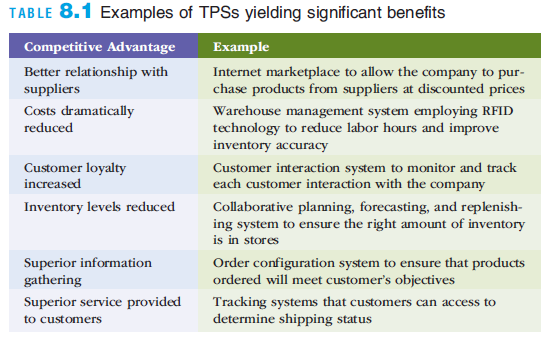 TABLE 8.1 Examples of TPSs yielding significant benefits
Competitive Advantage Example
Better relationship with Internet marketplace to allow the company to pur-
suppliers chase products from suppliers at discounted prices
Costs dramatically Warehouse management system employing RFID
reduced technology to reduce labor hours and improve
inventory accuracy
Customer loyalty Customer interaction system to monitor and track
increased each customer interaction with the company
Inventory levels reduced Collaborative planning, forecasting, and replenish-
ing system to ensure the right amount of inventory
is in stores
Superior information Order configuration system to ensure that products
gathering ordered will meet customer's objectives
Superior service provided Tracking systems that customers can access to
to customers determine shipping status